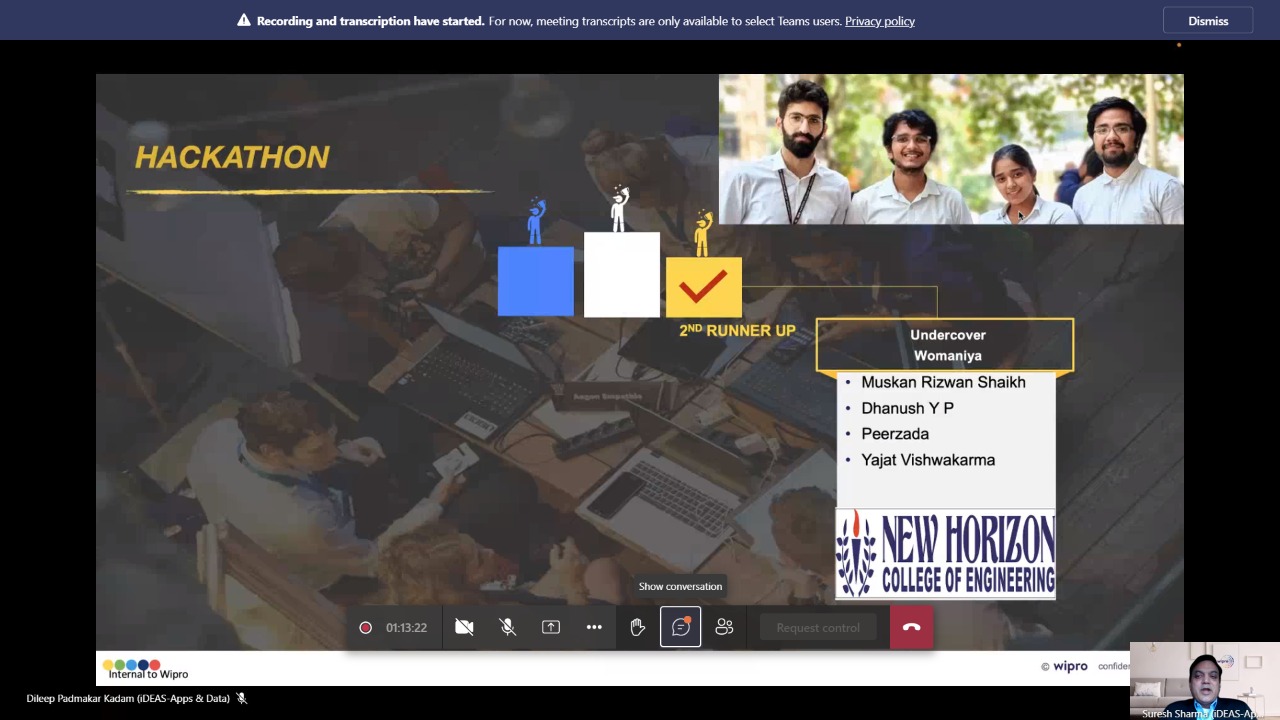 Recording and transcription have started. For now, meeting transcripts are only available to select Teams users. Privacy policy
Dismiss
HACKATHON
2ND RUNNER UP
Undercover
Womaniya
• Muskan Rizwan Shaikh
• Dhanush Y P
• Peerzada
• Yajat Vishwakarma
NEW HORIZON
COLLEGE OF ENGINEERING
Show conversation
01:13:22
Request control
Internal to Wipro
© wipro confider
Dileep Padmakar Kadam (iDEAS-Apps & Data)
Suresh Sharma (iDEAS-Ap...